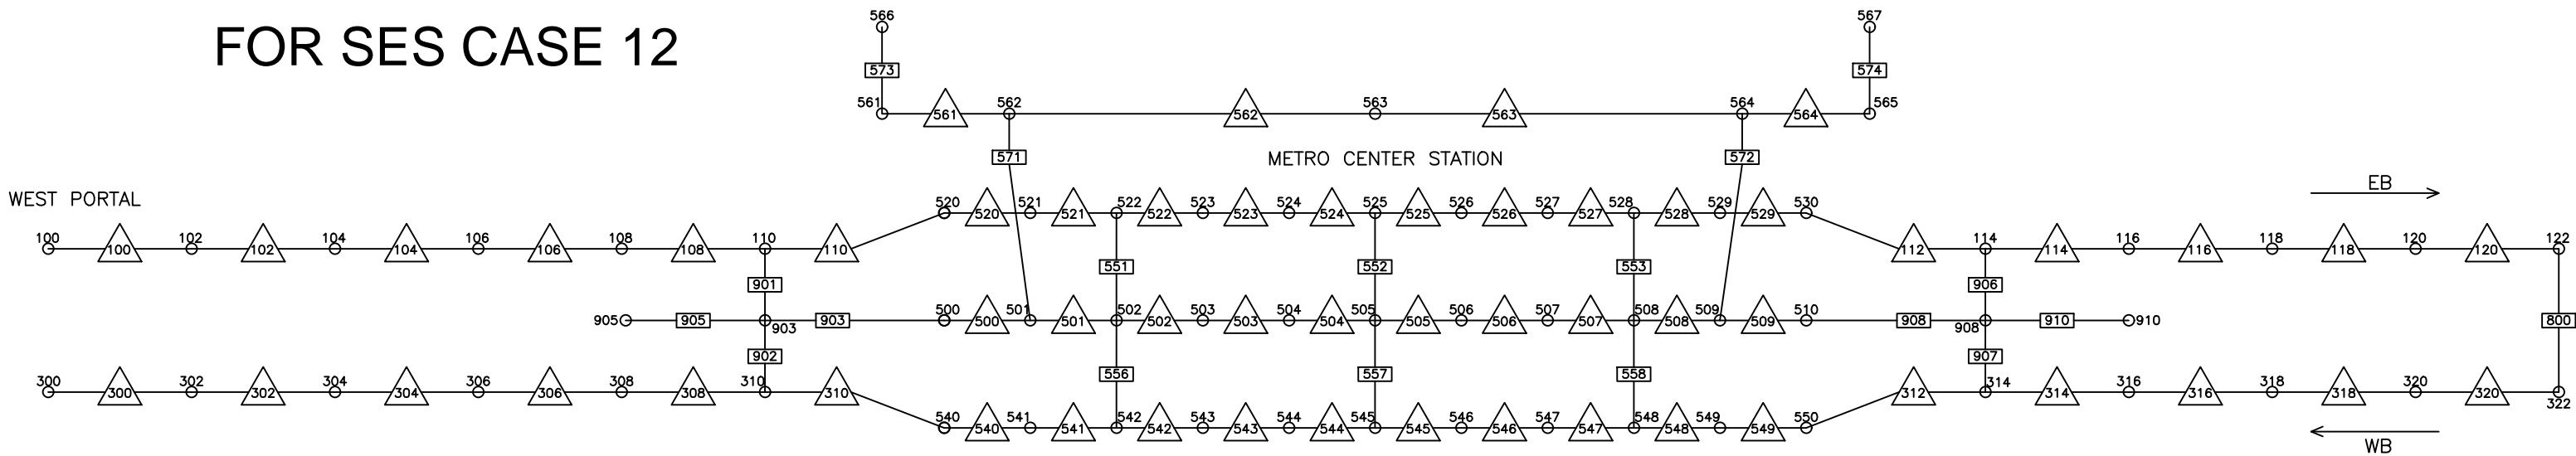 566 567
FOR SES CASE 12
573 574
561 562 563 564 565
561 562 563 564
571 METRO CENTER STATION 572
WEST PORTAL EB
520 521 522 523 524 525 526 527 528 529 530
520 521 522 523 524 525 526 527 528 529
100 102 104 106 108 110 114 116 118 120 122
100 102 104 106 108 110 112 114 116 118 120
551 552 553
901 906
905 905 903 500 501 502 503 504 505 506 507 508 509 510 908 910 910 800
903 500 501 502 503 504 505 506 507 508 509 908
902 907
556 557 558
300 302 304 306 308 310 314 316 318 320
300 302 304 306 308 310 312 314 316 318 320 322
540 541 542 543 544 545 546 547 548 549 550
540 541 542 543 544 545 546 547 548 549
WB